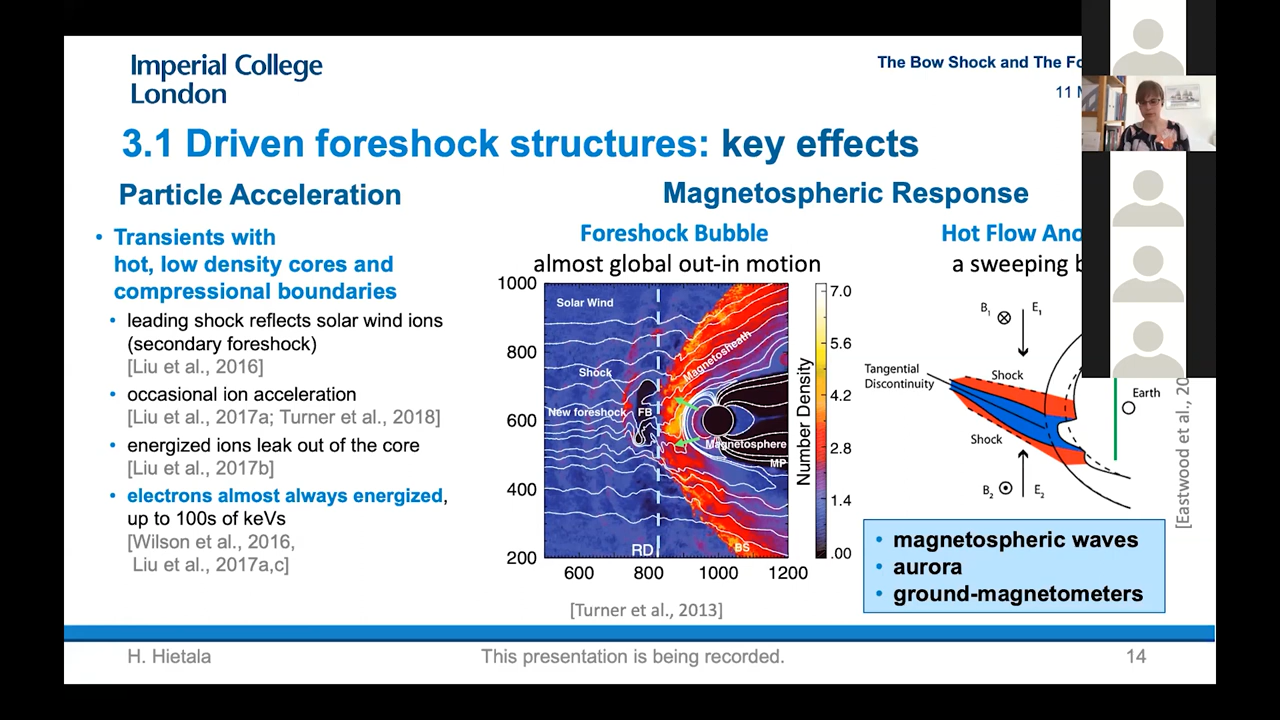 Imperial College
London
The Bow Shock and The
11
3.1 Driven foreshock structures: key effects
Particle Acceleration
• Transients with
hot, low density cores and
compressional boundaries
• leading shock reflects solar wind ions
(secondary foreshock)
[Liu et al., 2016]
• occasional ion acceleration
[Liu et al., 2017a; Turner et al., 2018]
• energized ions leak out of the core
[Liu et al., 2017b]
• electrons almost always energized,
up to 100s of keVs
[Wilson et al., 2016,
Liu et al., 2017a,c]
Magnetospheric Response
Foreshock Bubble
almost global out-in motion
1000
800
600
400
200
600 800 1000 1200
Solar Wind
Shock
New foreshock
FB
Magnetosheath
Magnetosphere
MP
RD
BS
7.0
5.6
4.2
2.8
1.4
.00
Number Density
[Turner et al., 2013]
Hot Flow
a sweeping
B₁ ⊗ E₁
Tangential
Discontinuity
Shock
Earth
Shock
B₂ ⊙ E₂
[Eastwood et al., 20
• magnetospheric waves
• aurora
• ground-magnetometers
H. Hietala
This presentation is being recorded.
14